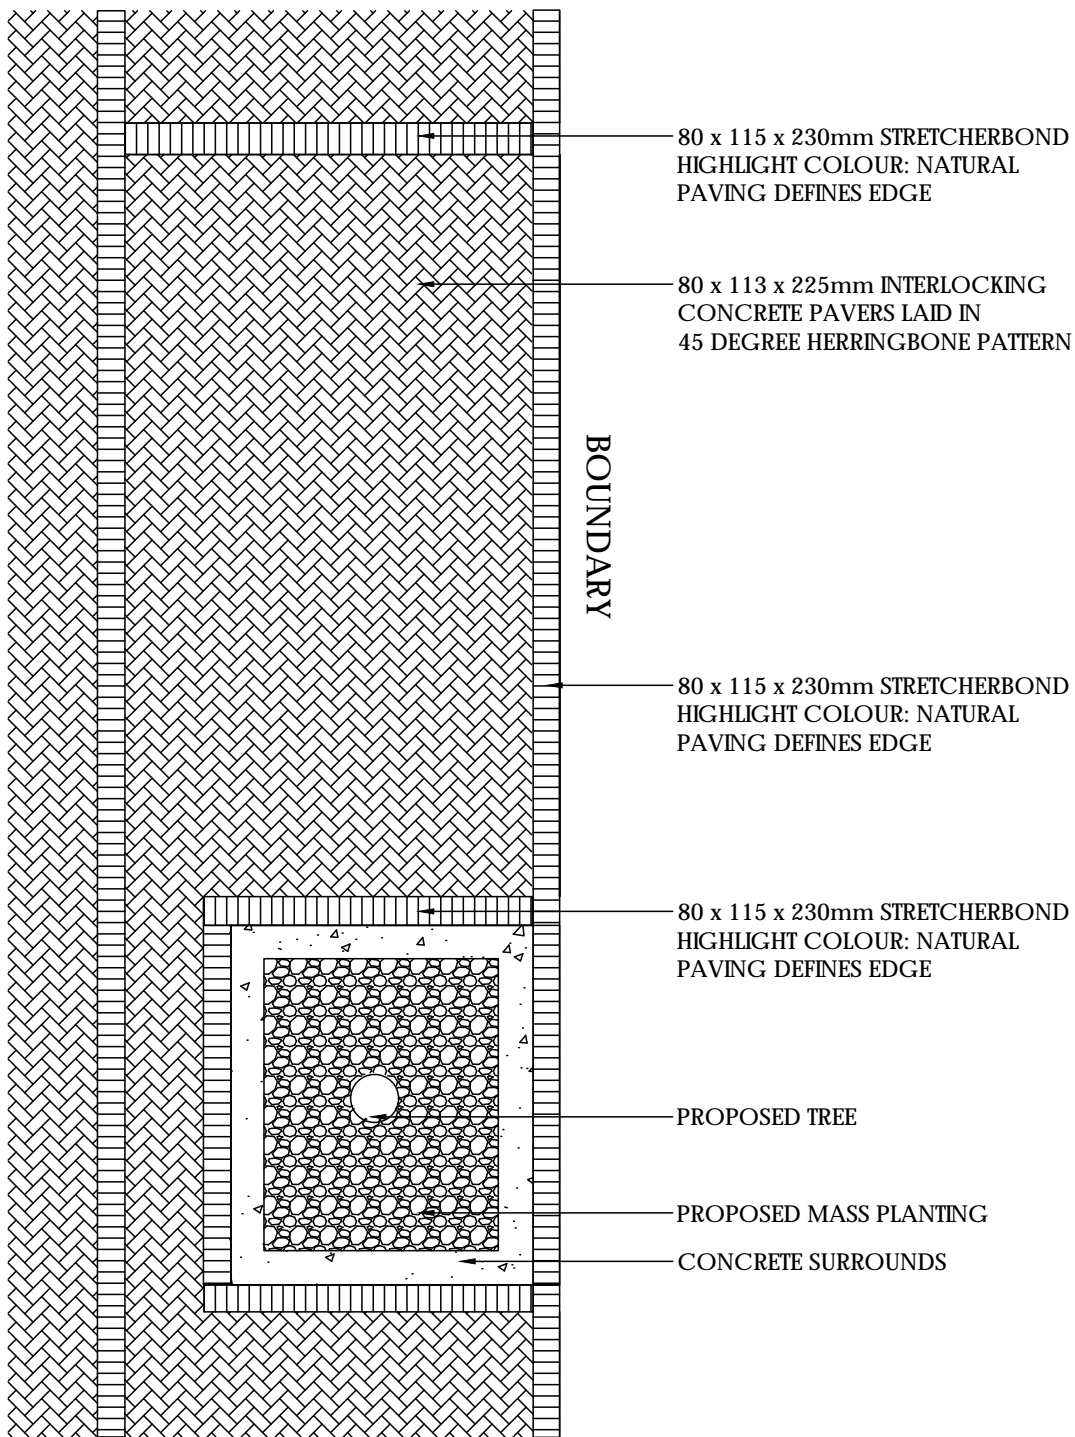 80 x 115 x 230mm STRETCHERBOND
HIGHLIGHT COLOUR: NATURAL
PAVING DEFINES EDGE
80 x 113 x 225mm INTERLOCKING
CONCRETE PAVERS LAID IN
45 DEGREE HERRINGBONE PATTERN
BOUNDARY
80 x 115 x 230mm STRETCHERBOND
HIGHLIGHT COLOUR: NATURAL
PAVING DEFINES EDGE
80 x 115 x 230mm STRETCHERBOND
HIGHLIGHT COLOUR: NATURAL
PAVING DEFINES EDGE
PROPOSED TREE
PROPOSED MASS PLANTING
CONCRETE SURROUNDS